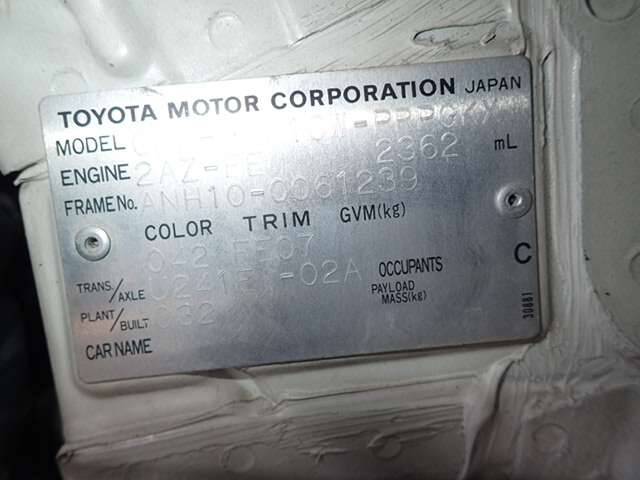 TOYOTA MOTOR CORPORATION JAPAN
MODEL
ENGINE 2AZ-FE 2362 mL
FRAME No. ANH10-0061239
COLOR TRIM GVM(kg)
042 FE07
TRANS./AXLE -02A OCCUPANTS C
PLANT/BUILT PAYLOAD MASS(kg)
CAR NAME
30881